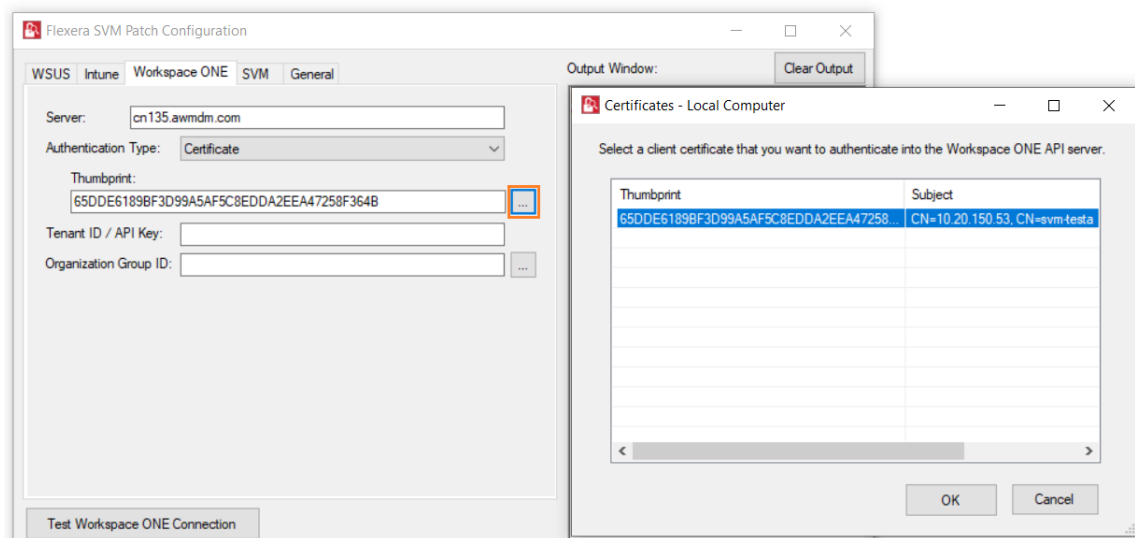 Flexera SVM Patch Configuration
WSUS Intune Workspace ONE SVM General
Output Window:
Clear Output
Server: cn135.awmdm.com
Authentication Type: Certificate
Thumbprint:
65DDE6189BF3D99A5AF5C8EDDA2EEA47258F364B
...
Tenant ID / API Key:
Organization Group ID:
...
Test Workspace ONE Connection
Certificates - Local Computer
Select a client certificate that you want to authenticate into the Workspace ONE API server.
Thumbprint Subject
65DDE6189BF3D99A5AF5C8EDDA2EEA47258... CN=10.20.150.53, CN=svm-testa
OK Cancel